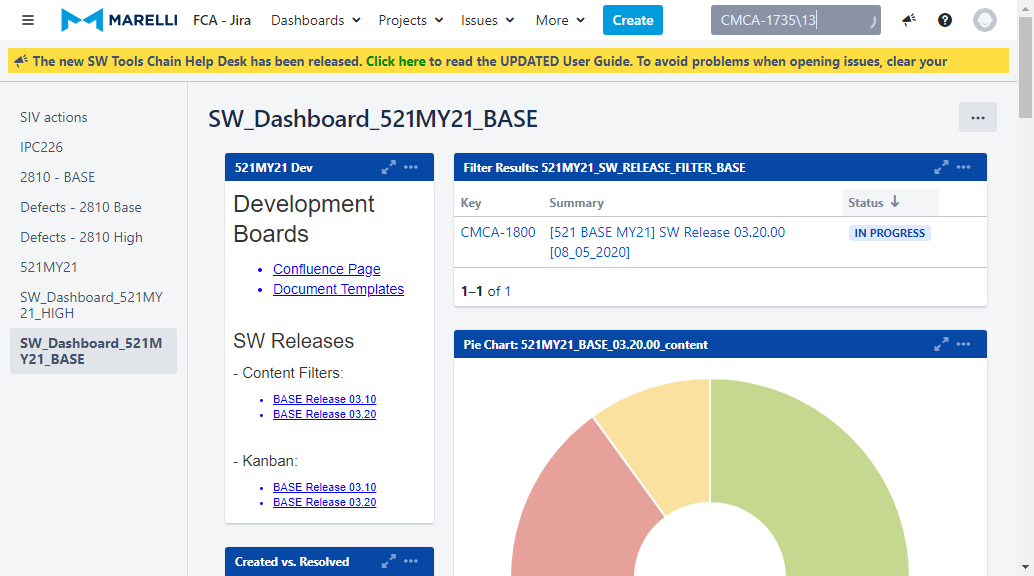 MARELLI FCA - Jira Dashboards Projects Issues More Create CMCA-1735\13
The new SW Tools Chain Help Desk has been released. Click here to read the UPDATED User Guide. To avoid problems when opening issues, clear your
SIV actions
IPC226
2810 - BASE
Defects - 2810 Base
Defects - 2810 High
521MY21
SW_Dashboard_521MY
21_HIGH
SW_Dashboard_521M
Y21_BASE
SW_Dashboard_521MY21_BASE
521MY21 Dev
Development
Boards
• Confluence Page
• Document Templates
SW Releases
- Content Filters:
• BASE Release 03.10
• BASE Release 03.20
- Kanban:
• BASE Release 03.10
• BASE Release 03.20
Created vs. Resolved
Filter Results: 521MY21_SW_RELEASE_FILTER_BASE
Key Summary Status
CMCA-1800 [521 BASE MY21] SW Release 03.20.00 IN PROGRESS
[08_05_2020]
1–1 of 1
Pie Chart: 521MY21_BASE_03.20.00_content